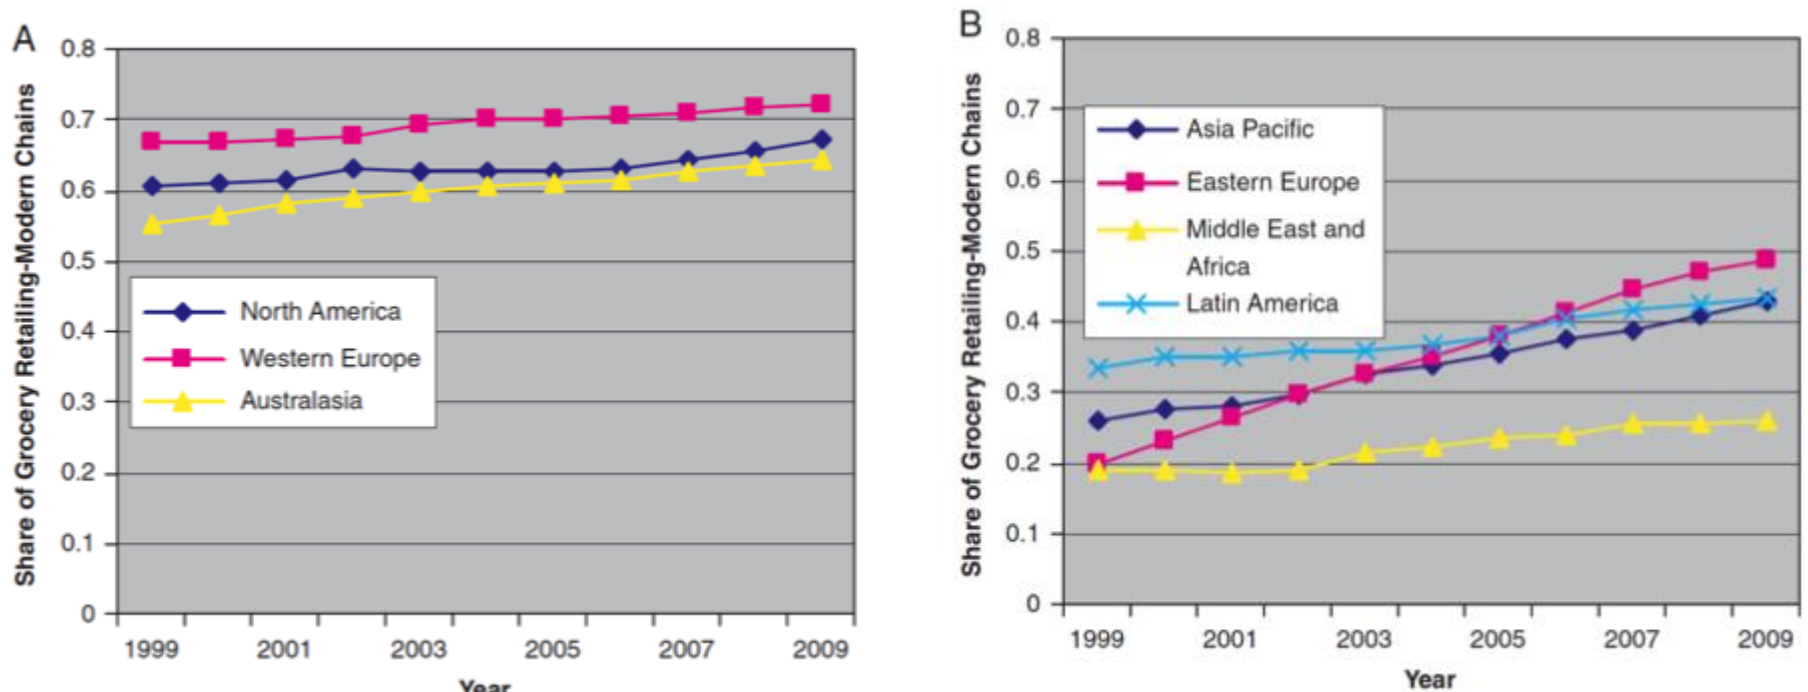 A
Share of Grocery Retailing-Modern Chains
0.8
0.7
0.6
0.5
0.4
0.3
0.2
0.1
0
North America
Western Europe
Australasia
1999
2001
2003
2005
2007
2009
Year
B
Share of Grocery Retailing-Modern Chains
0.8
0.7
0.6
0.5
0.4
0.3
0.2
0.1
0
Asia Pacific
Eastern Europe
Middle East and
Africa
Latin America
1999
2001
2003
2005
2007
2009
Year